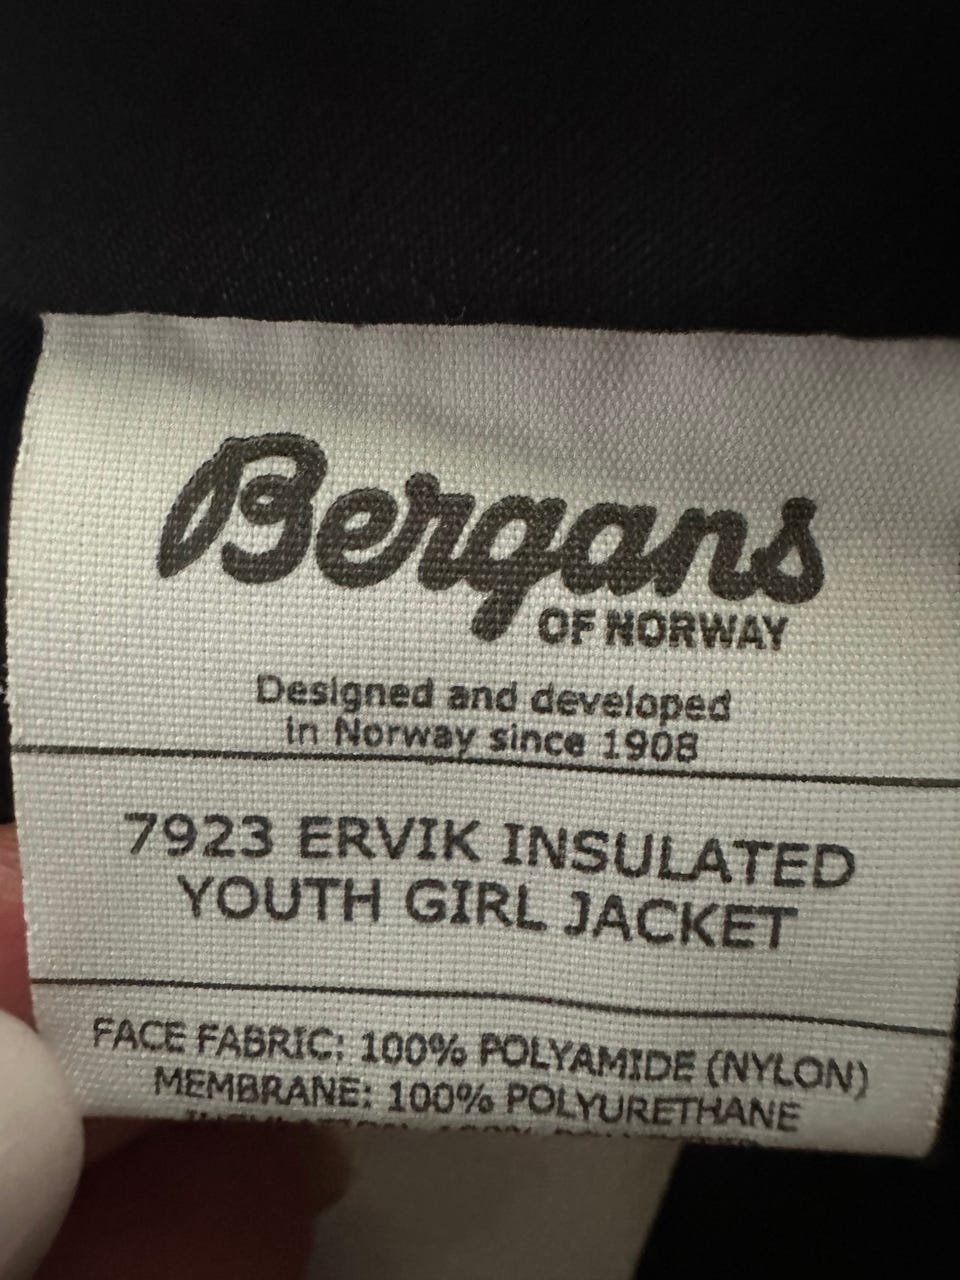 Bergans
OF NORWAY
Designed and developed
in Norway since 1908
7923 ERVIK INSULATED
YOUTH GIRL JACKET
FACE FABRIC: 100% POLYAMIDE (NYLON)
MEMBRANE: 100% POLYURETHANE